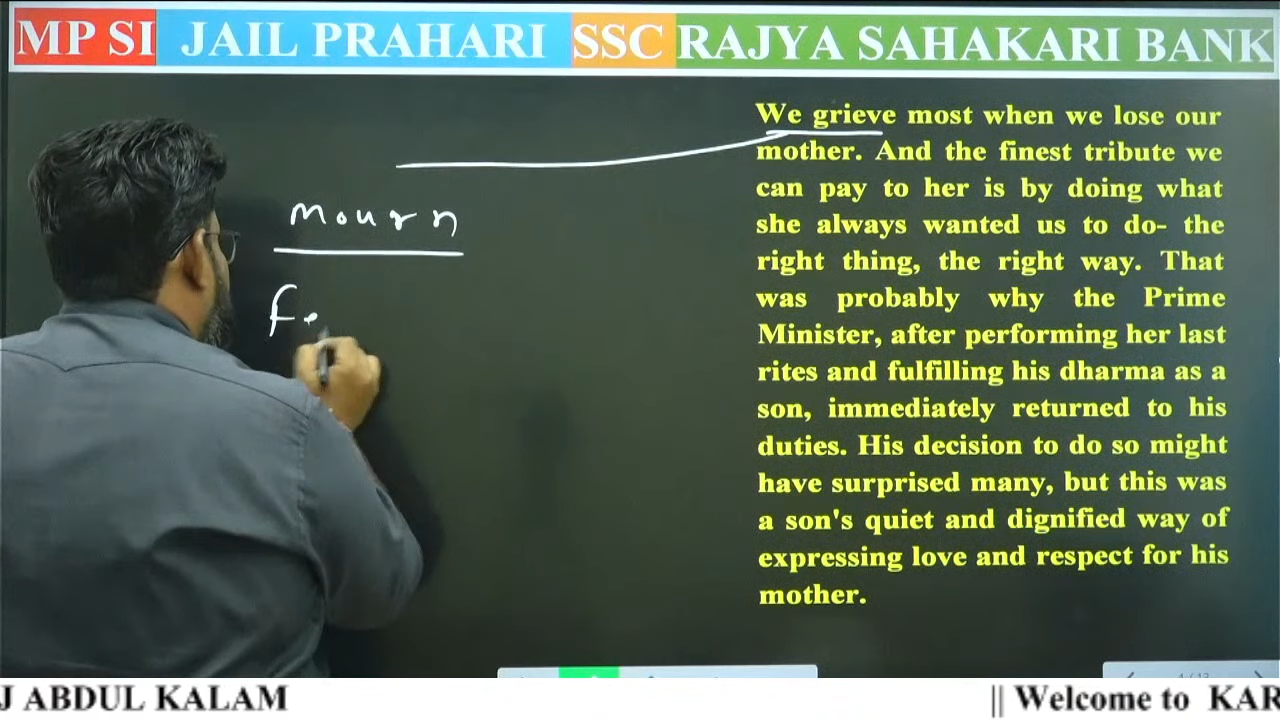 MP SI JAIL PRAHARI SSC RAJYA SAHAKARI BANK
We grieve most when we lose our
mother. And the finest tribute we
can pay to her is by doing what
she always wanted us to do- the
right thing, the right way. That
was probably why the Prime
Minister, after performing her last
rites and fulfilling his dharma as a
son, immediately returned to his
duties. His decision to do so might
have surprised many, but this was
a son's quiet and dignified way of
expressing love and respect for his
mother.
mourn
fe
J ABDUL KALAM || Welcome to KAR